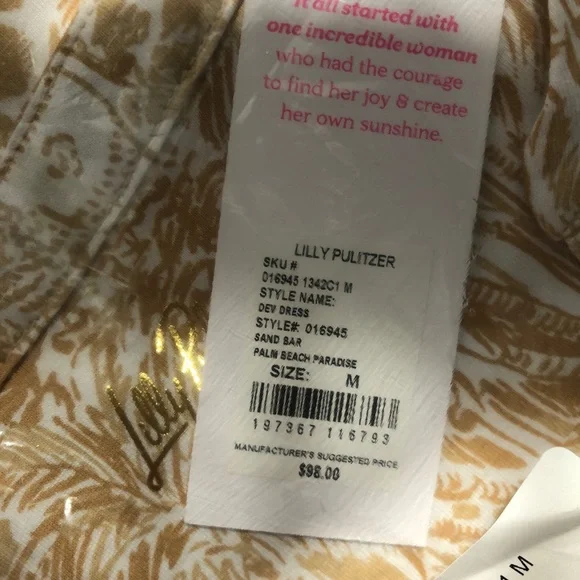 It all started with
one incredible woman
who had the courage
to find her joy & create
her own sunshine.
LILLY PULITZER
SKU #
016945 1342C1 M
STYLE NAME:
DEV DRESS
STYLE#: 016945
SAND BAR
PALM BEACH PARADISE
SIZE: M
197367 116793
MANUFACTURER'S SUGGESTED PRICE
$98.00
Lilly
1 M